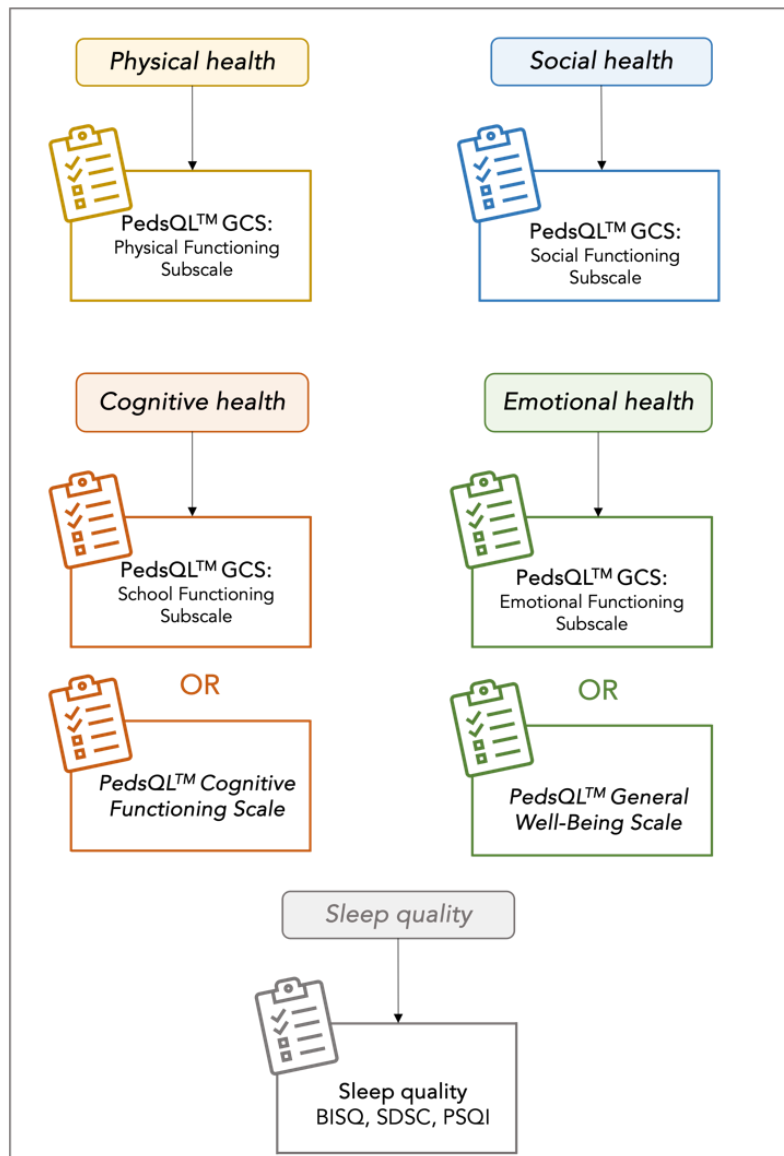 Physical health
Social health
PedsQL™ GCS:
Physical Functioning
Subscale
PedsQL™ GCS:
Social Functioning
Subscale
Cognitive health
Emotional health
PedsQL™ GCS:
School Functioning
Subscale
PedsQL™ GCS:
Emotional Functioning
Subscale
OR
OR
PedsQL™ Cognitive
Functioning Scale
PedsQL™ General
Well-Being Scale
Sleep quality
Sleep quality
BISQ, SDSC, PSQI